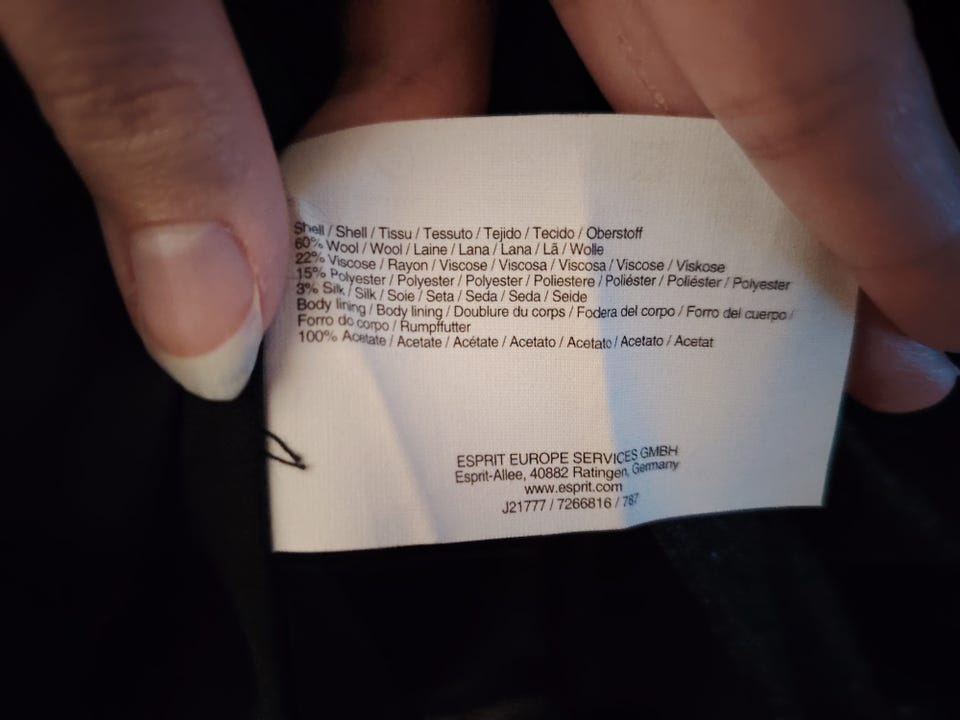 Shell / Shell / Tissu / Tessuto / Tejido / Tecido / Oberstoff
60% Wool / Wool / Laine / Lana / Lana / Lã / Wolle
22% Viscose / Rayon / Viscose / Viscosa / Viscosa / Viscose / Viskose
15% Polyester / Polyester / Polyester / Poliestere / Poliéster / Poliéster / Polyester
3% Silk / Silk / Soie / Seta / Seda / Seda / Seide
Body lining / Body lining / Doublure du corps / Fodera del corpo / Forro del cuerpo /
Forro do corpo / Rumpffutter
100% Acetate / Acetate / Acétate / Acetato / Acetato / Acetato / Acetat
ESPRIT EUROPE SERVICES GMBH
Esprit-Allee, 40882 Ratingen, Germany
www.esprit.com
J21777 / 7266816 / 787